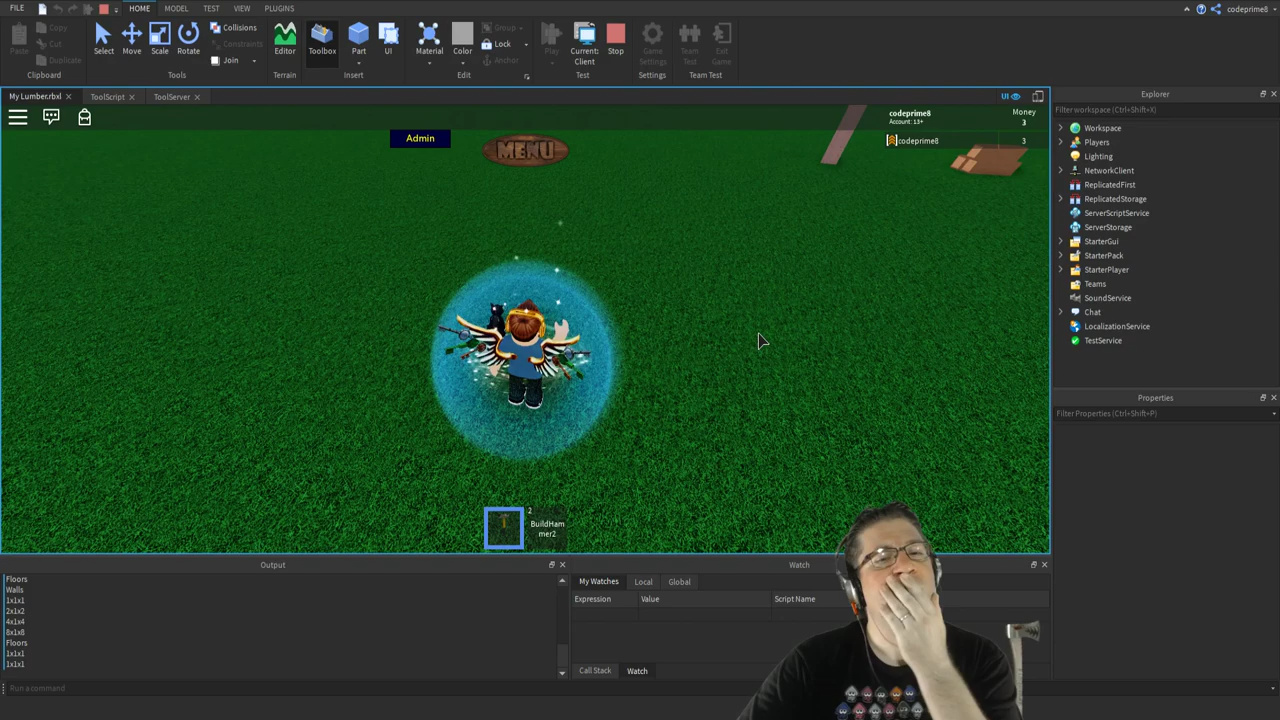 FILE
HOME
MODEL
TEST
VIEW
PLUGINS
codeprime8
Paste
Copy
Cut
Duplicate
Clipboard
Select
Move
Scale
Rotate
Collisions
Constraints
Join
Tools
Editor
Terrain
Toolbox
Part
UI
Insert
Material
Color
Group
Lock
Anchor
Edit
Play
Current:
Client
Stop
Test
Game
Settings
Settings
Team
Test
Exit
Game
Team Test
My Lumber.rbxl
ToolScript
ToolServer
UI
Admin
MENU
codeprime8
Account: 13+
Money
3
codeprime8
3
2
BuildHam
mer2
Explorer
Filter workspace (Ctrl+Shift+X)
Workspace
Players
Lighting
NetworkClient
ReplicatedFirst
ReplicatedStorage
ServerScriptService
ServerStorage
StarterGui
StarterPack
StarterPlayer
Teams
SoundService
Chat
LocalizationService
TestService
Properties
Filter Properties (Ctrl+Shift+P)
Output
Floors
Walls
1x1x1
2x1x2
4x1x4
8x1x8
Floors
1x1x1
1x1x1
Watch
My Watches
Local
Global
Expression
Value
Script Name
Call Stack
Watch
Run a command